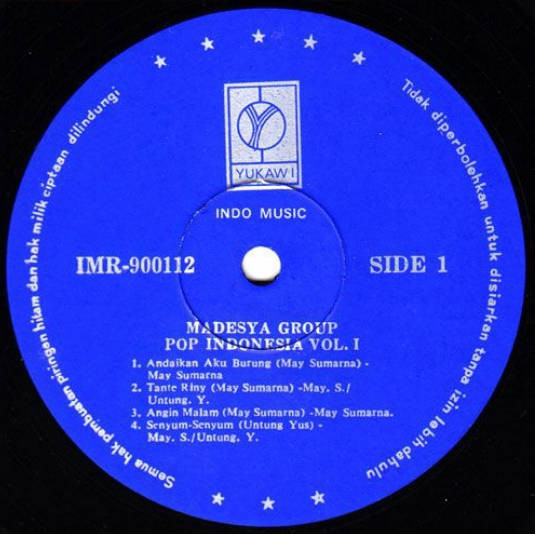 YUKAWI
INDO MUSIC
IMR-900112
SIDE 1
MADESYA GROUP
POP INDONESIA VOL. I
1. Andaikan Aku Burung (May Sumarna) -
May Sumarna
2. Tante Riny (May Sumarna) -May. S./
Untung. Y.
3. Angin Malam (May Sumarna) -May Sumarna.
4. Senyum-Senyum (Untung Yus) -
May. S./Untung. Y.
Semua hak pembuatan piringan hitam dan hak milik ciptaan dilindungi
Tidak diperbolehkan untuk disiarkan tanpa izin lebih dahulu